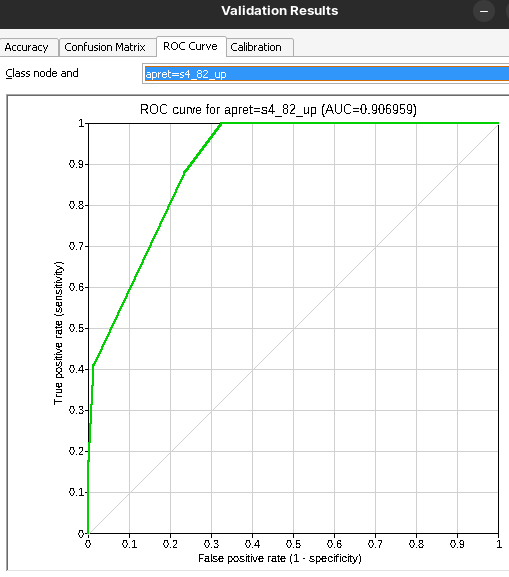 Validation Results
Accuracy Confusion Matrix ROC Curve Calibration
Class node and apret=s4_82_up
ROC curve for apret=s4_82_up (AUC=0.906959)
True positive rate (sensitivity)
1
0.9
0.8
0.7
0.6
0.5
0.4
0.3
0.2
0.1
0
0 0.1 0.2 0.3 0.4 0.5 0.6 0.7 0.8 0.9 1
False positive rate (1 - specificity)